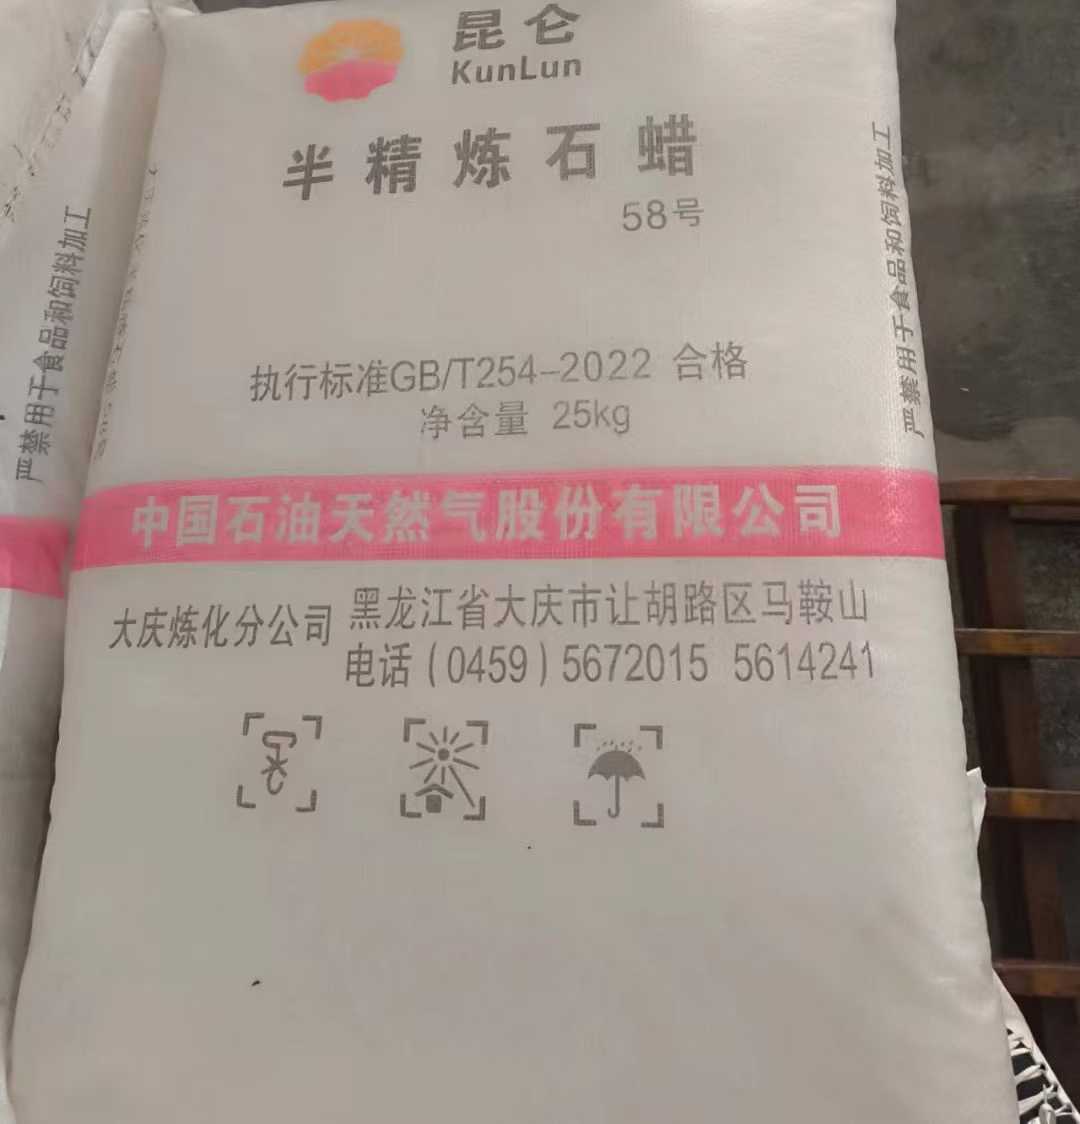 昆仑
KunLun
半精炼石蜡
58号
执行标准GB/T254-2022 合格
净含量 25kg
中国石油天然气股份有限公司
大庆炼化分公司
黑龙江省大庆市让胡路区马鞍山
电话(0459)5672015 5614241
严禁用于食品和饲料加工
严禁用于食品和饲料加工